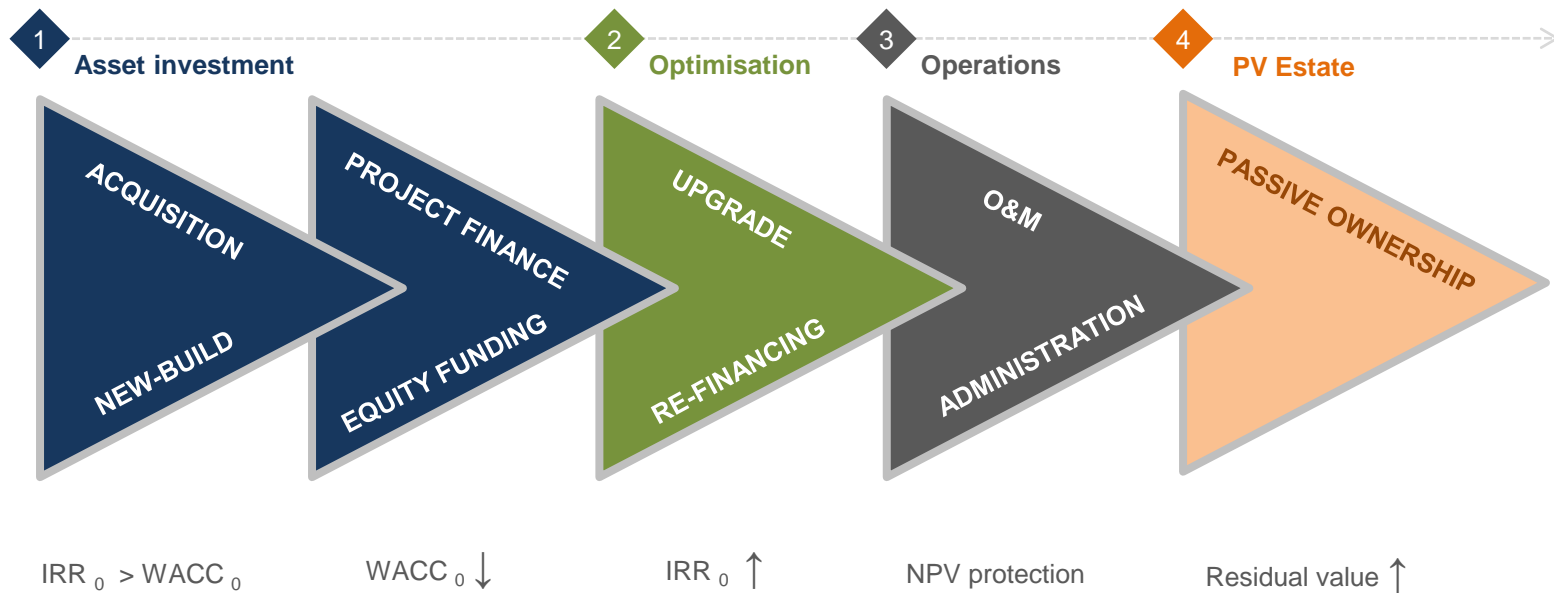 1
Asset investment
2
Optimisation
3
Operations
4
PV Estate
ACQUISITION
NEW-BUILD
PROJECT FINANCE
EQUITY FUNDING
UPGRADE
RE-FINANCING
O&M
ADMINISTRATION
PASSIVE OWNERSHIP
IRR 0 > WACC 0
WACC 0 ↓
IRR 0 ↑
NPV protection
Residual value ↑